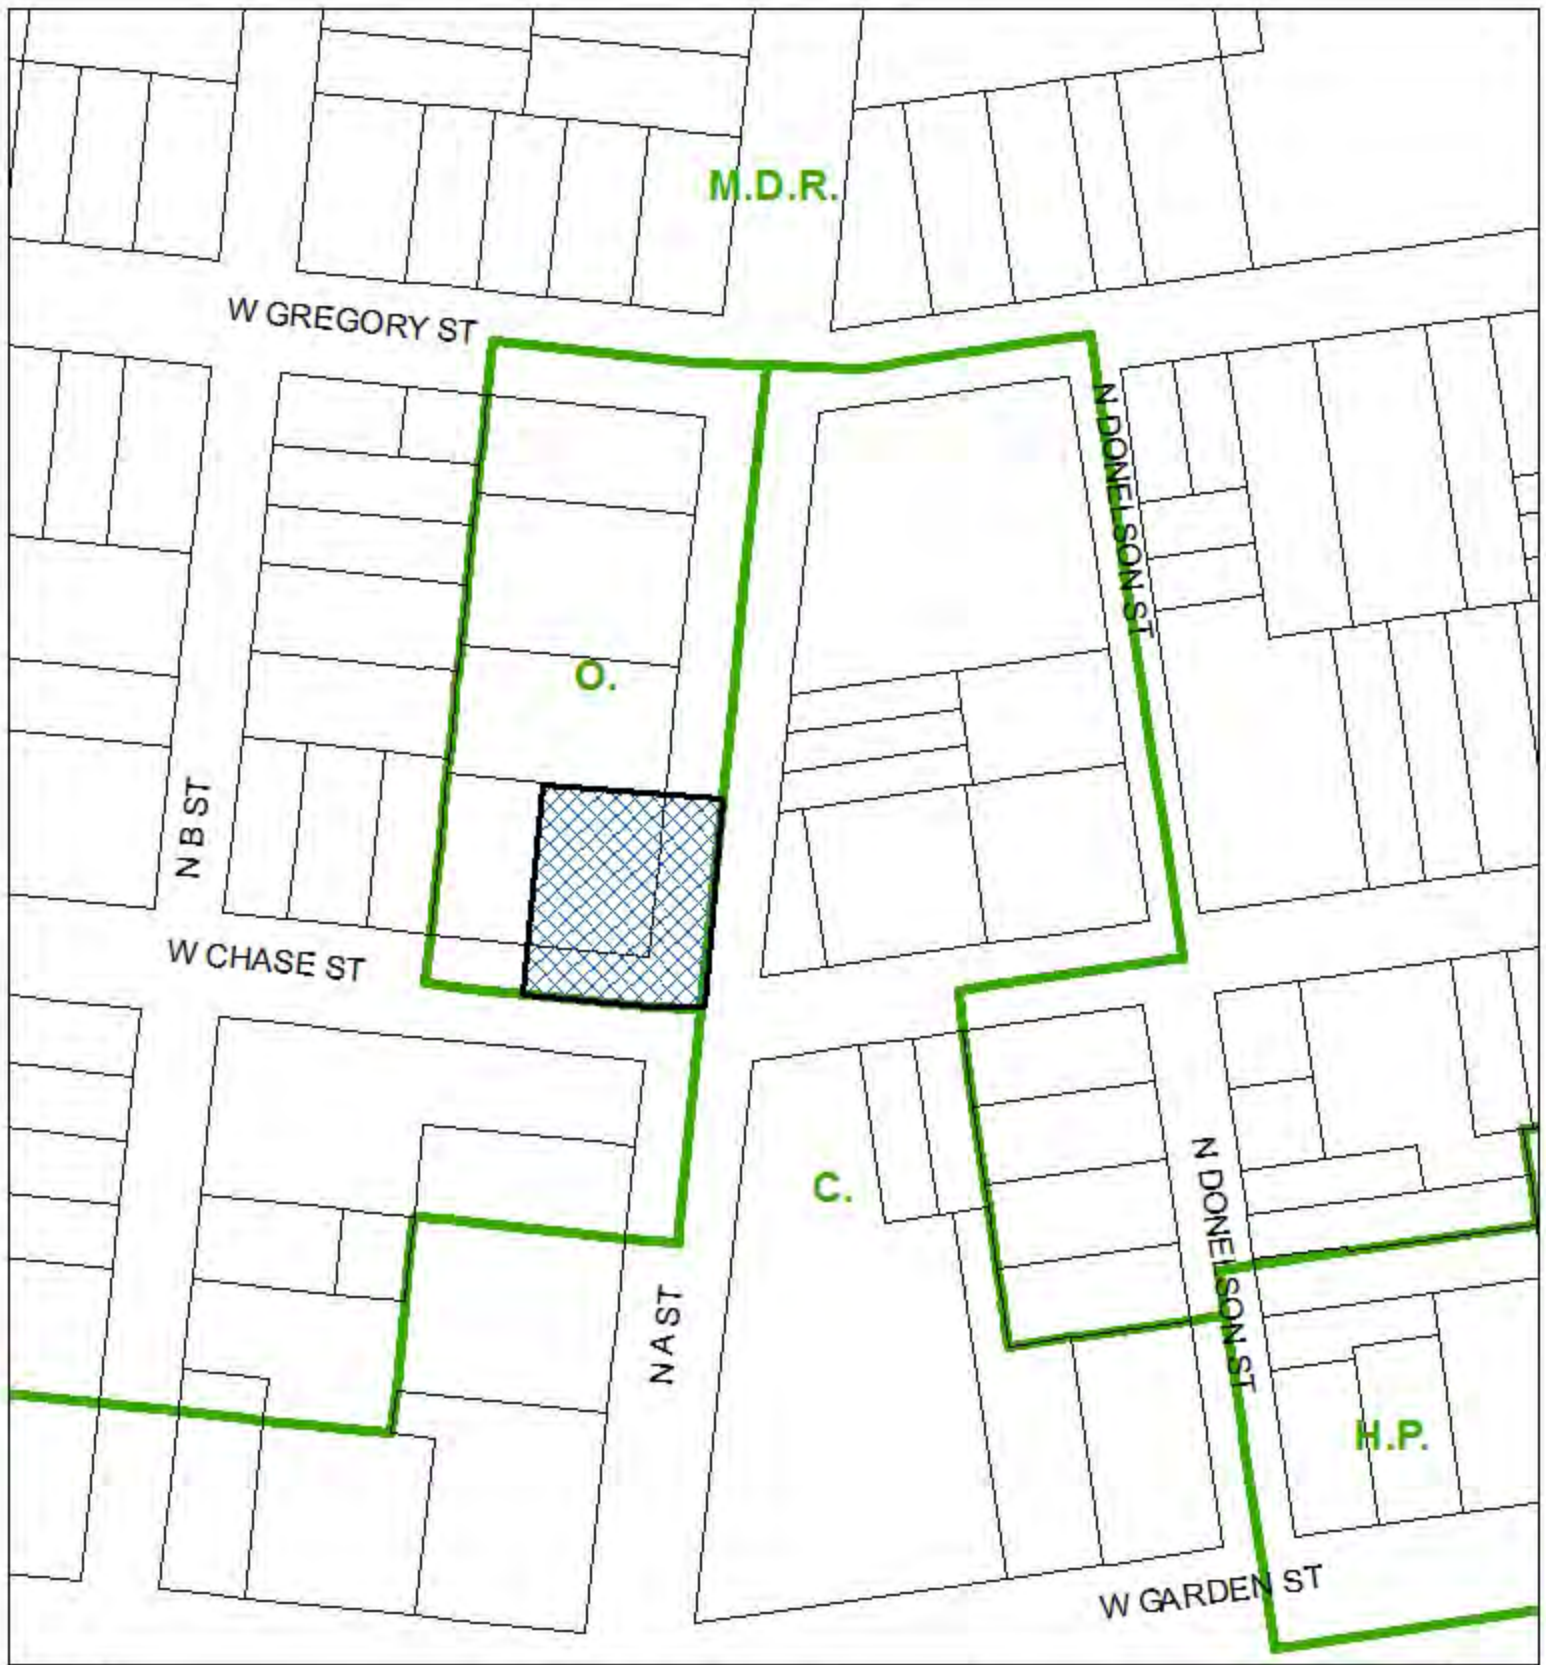 M.D.R.
W GREGORY ST
N DONELSON ST
O.
N B ST
W CHASE ST
C.
N DONELSON ST
N A ST
H.P.
W GARDEN ST